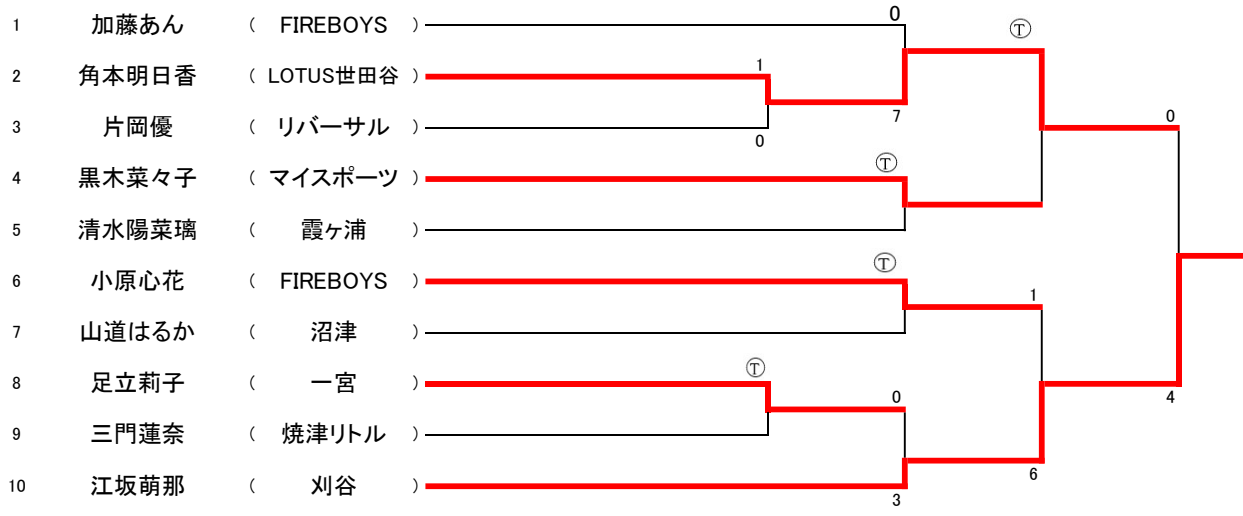 1 加藤あん ( FIREBOYS ) 0 Ⓣ
2 角本明日香 ( LOTUS世田谷 ) 1
7 0
3 片岡優 ( リバーサル ) 0
4 黒木菜々子 ( マイスポーツ ) Ⓣ
5 清水陽菜璃 ( 霞ヶ浦 )
6 小原心花 ( FIREBOYS ) Ⓣ
1
7 山道はるか ( 沼津 )
8 足立莉子 ( 一宮 ) Ⓣ
0 4
9 三門蓮奈 ( 焼津リトル )
6
10 江坂萌那 ( 刈谷 ) 3